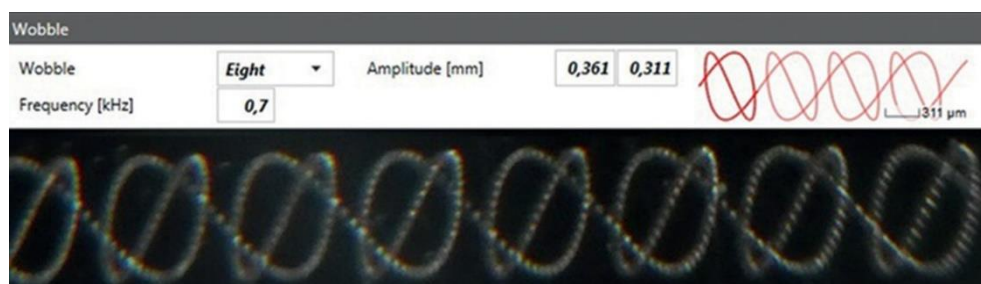 Wobble
Wobble Eight Amplitude [mm] 0,361 0,311
Frequency [kHz] 0,7
311 µm